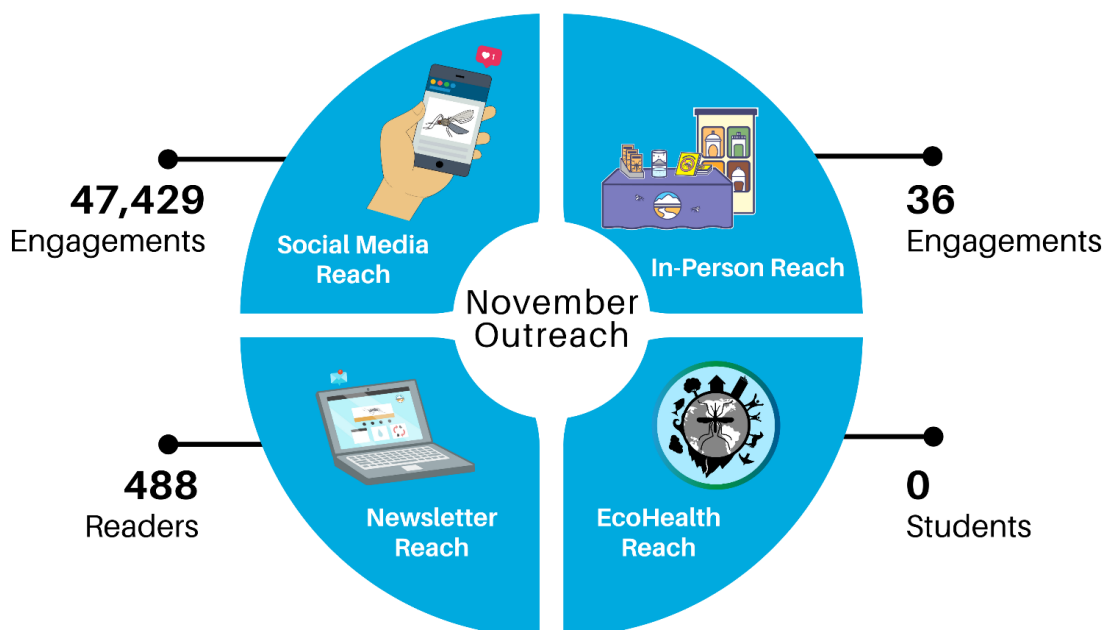 1
47,429
Engagements
Social Media
Reach
36
Engagements
In-Person Reach
November
Outreach
488
Readers
Newsletter
Reach
0
Students
EcoHealth
Reach